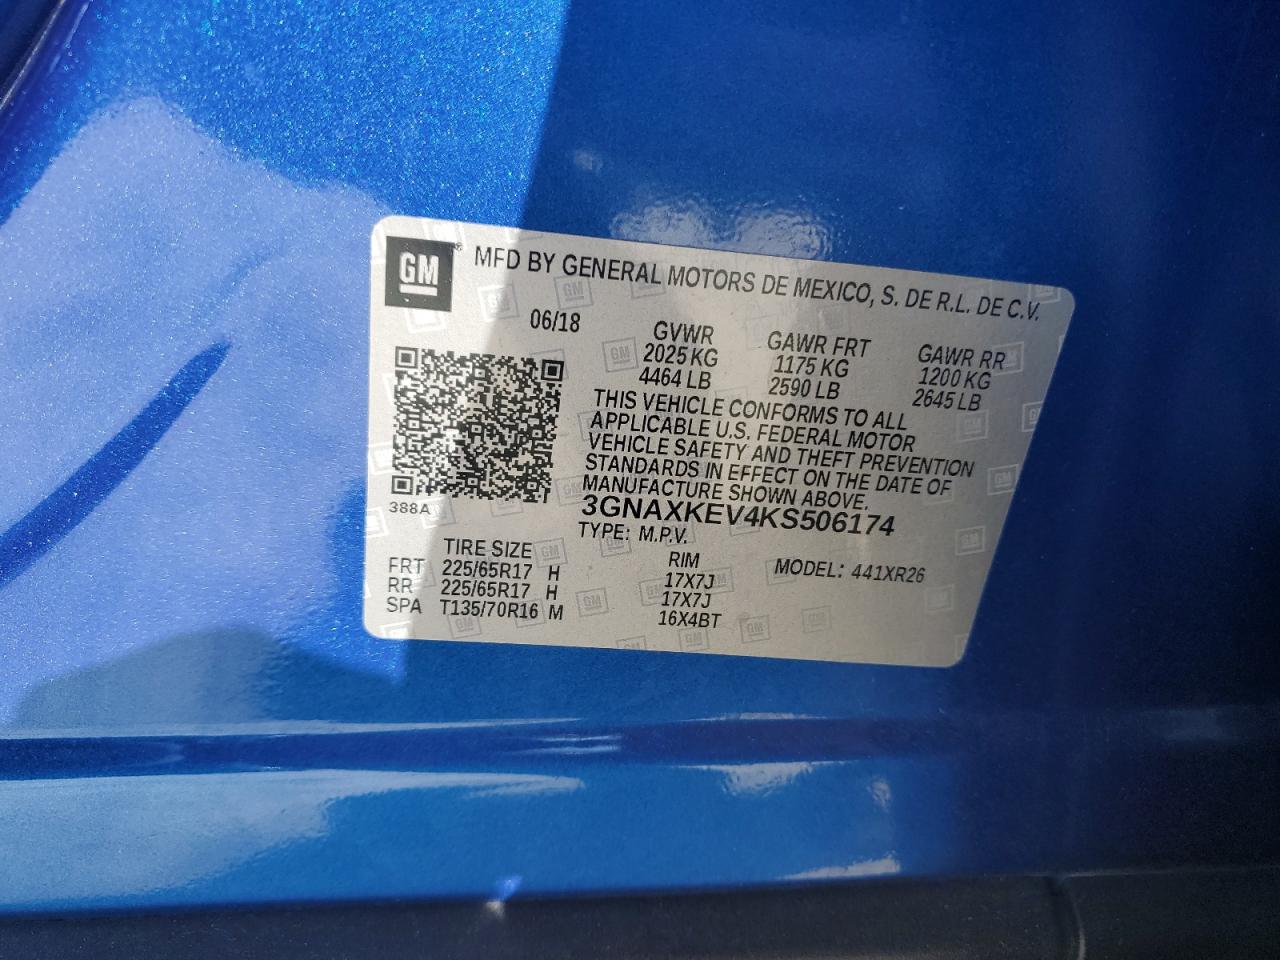 GM ® MFD BY GENERAL MOTORS DE MEXICO, S. DE R.L. DE C.V.
06/18 GVWR GAWR FRT GAWR RR
2025 KG 1175 KG 1200 KG
4464 LB 2590 LB 2645 LB
THIS VEHICLE CONFORMS TO ALL
APPLICABLE U.S. FEDERAL MOTOR
VEHICLE SAFETY AND THEFT PREVENTION
STANDARDS IN EFFECT ON THE DATE OF
MANUFACTURE SHOWN ABOVE.
388A 3GNAXKEV4KS506174
TYPE: M.P.V. MODEL: 441XR26
TIRE SIZE RIM
FRT 225/65R17 H 17X7J
RR 225/65R17 H 17X7J
SPA T135/70R16 M 16X4BT